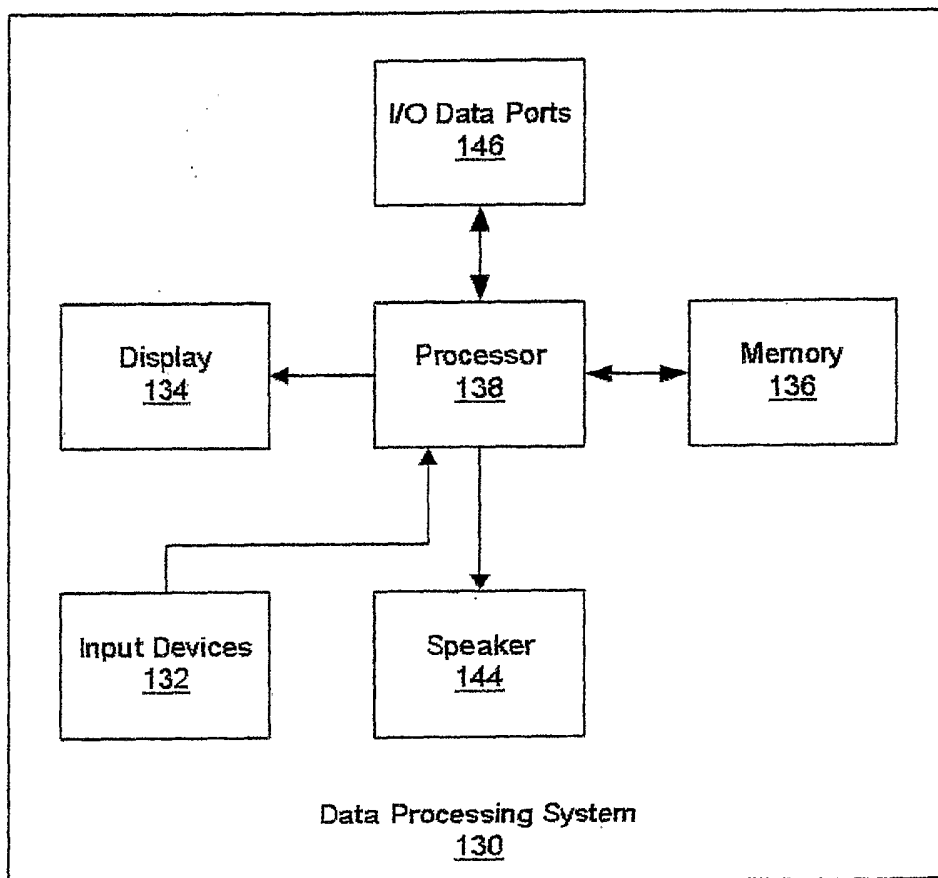 I/O Data Ports
146
Display
134
Processor
138
Memory
136
Input Devices
132
Speaker
144
Data Processing System
130